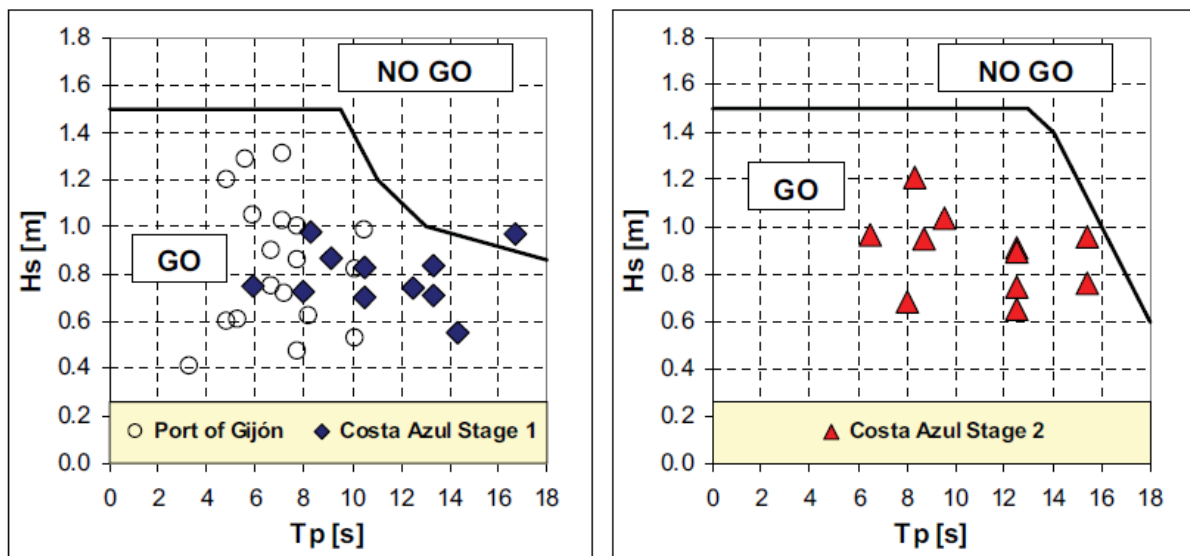 1.8
1.6
1.4
1.2
1.0
0.8
0.6
0.4
0.2
0.0
Hs [m]
NO GO
GO
Port of Gijón Costa Azul Stage 1
0 2 4 6 8 10 12 14 16 18
Tp [s]
1.8
1.6
1.4
1.2
1.0
0.8
0.6
0.4
0.2
0.0
Hs [m]
NO GO
GO
Costa Azul Stage 2
0 2 4 6 8 10 12 14 16 18
Tp [s]